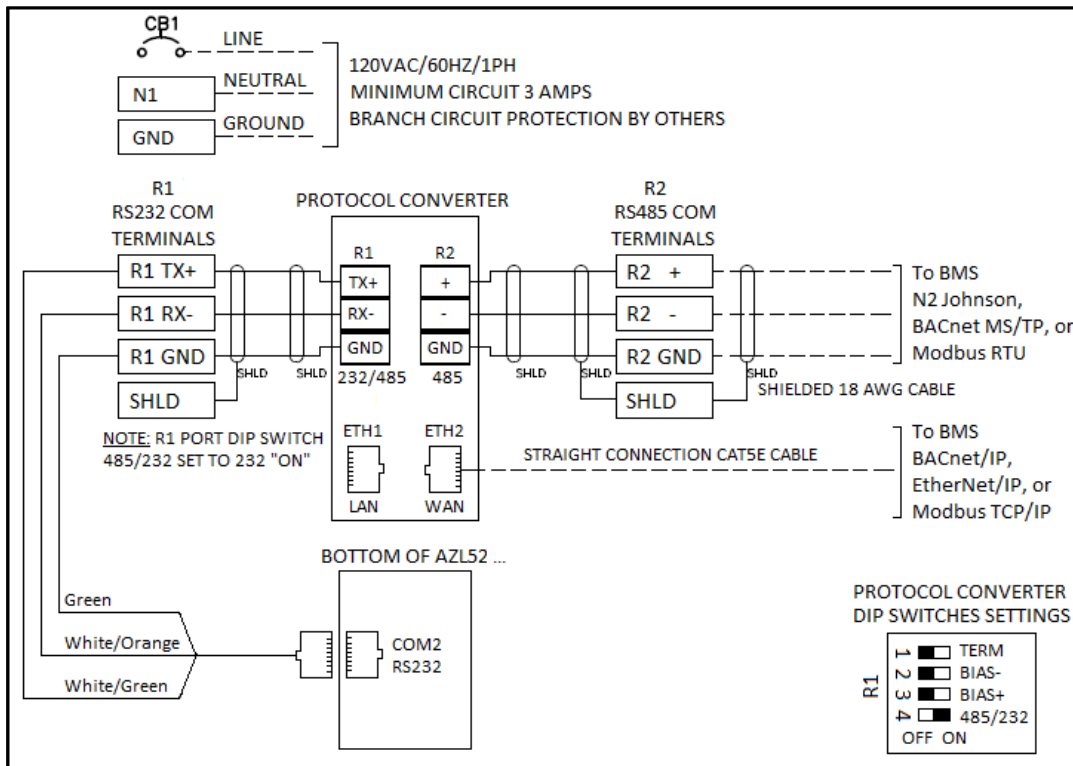 CB1
LINE
N1
NEUTRAL
GND
GROUND
120VAC/60HZ/1PH
MINIMUM CIRCUIT 3 AMPS
BRANCH CIRCUIT PROTECTION BY OTHERS
R1
RS232 COM
TERMINALS
R1 TX+
R1 RX-
R1 GND
SHLD
SHLD
SHLD
NOTE: R1 PORT DIP SWITCH
485/232 SET TO 232 "ON"
PROTOCOL CONVERTER
R1
R2
TX+
+
RX-
-
GND
GND
232/485
485
ETH1
ETH2
LAN
WAN
R2
RS485 COM
TERMINALS
R2 +
R2 -
R2 GND
SHLD
SHLD
SHLD
SHLD
SHIELDED 18 AWG CABLE
To BMS
N2 Johnson,
BACnet MS/TP, or
Modbus RTU
STRAIGHT CONNECTION CAT5E CABLE
To BMS
BACnet/IP,
EtherNet/IP, or
Modbus TCP/IP
BOTTOM OF AZL52 ...
COM2
RS232
Green
White/Orange
White/Green
PROTOCOL CONVERTER
DIP SWITCHES SETTINGS
R1
1 TERM
2 BIAS-
3 BIAS+
4 485/232
OFF ON